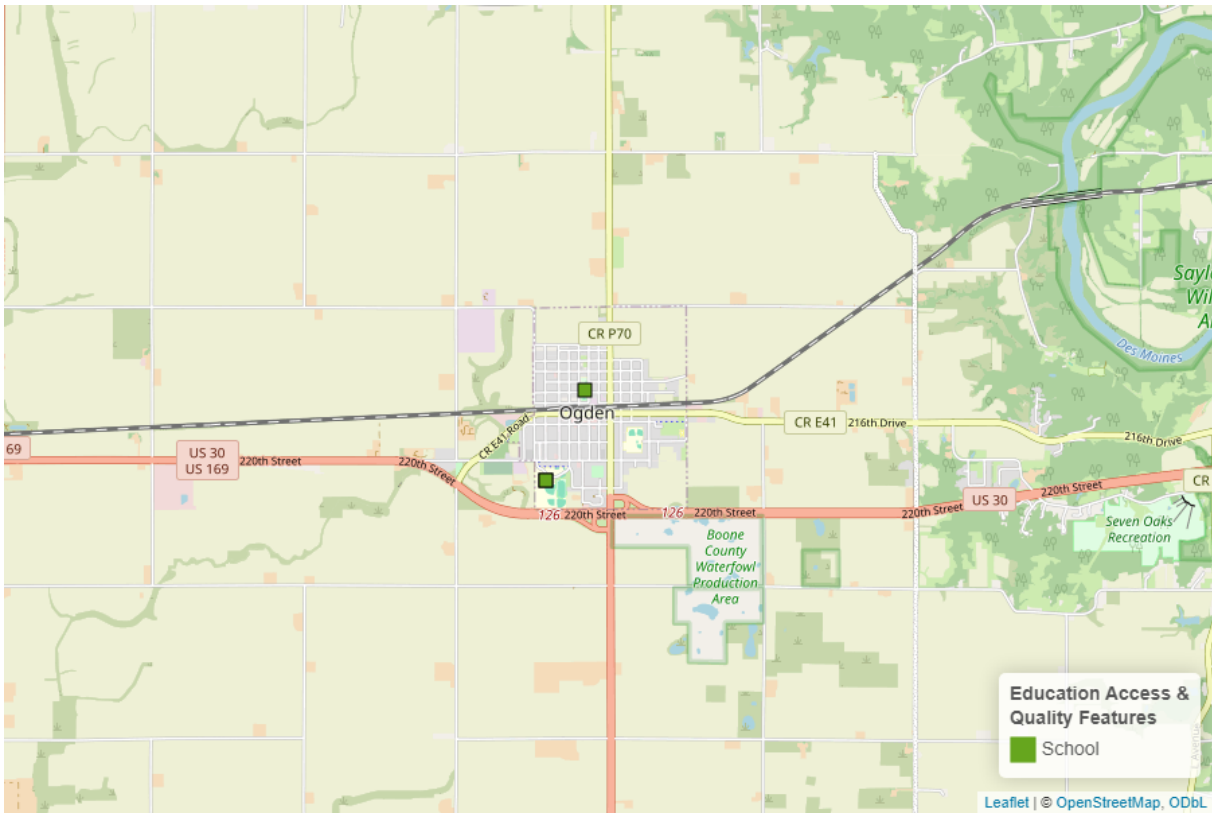 Sayl
Wil
A
Des Moines
CR P70
Ogden
CR E41 Road
CR E41
216th Drive
216th Drive
69
US 30
US 169
220th Street
220th Street
US 30
220th Street
220th Street
CR
126
220th Street
126
220th Street
Seven Oaks
Recreation
Boone
County
Waterfowl
Production
Area
Education Access &
Quality Features
School
Leaflet | © OpenStreetMap, ODbL